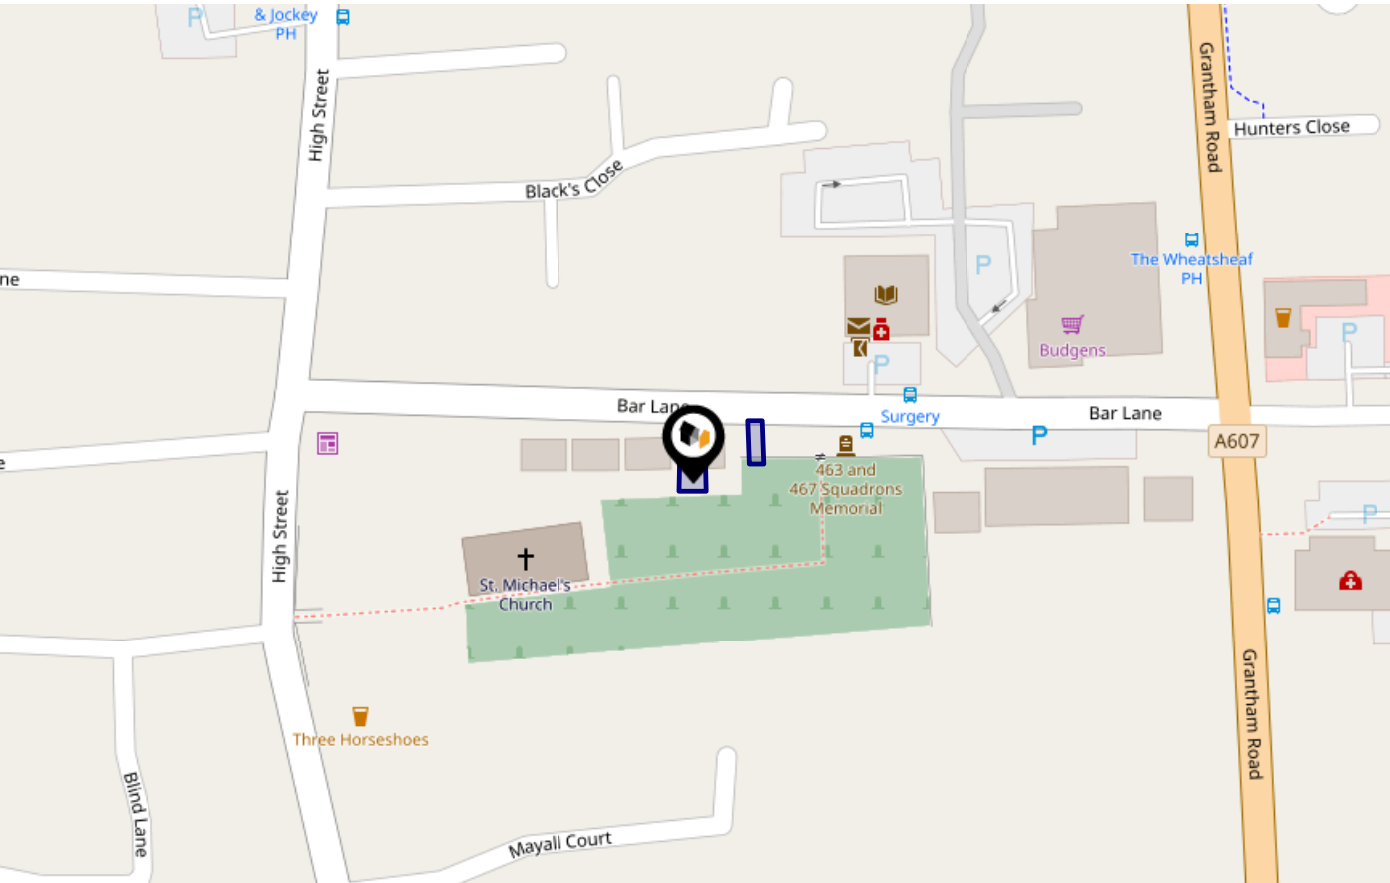 & Jockey
PH
P
High Street
Grantham Road
Hunters Close
Black's Close
The Wheatsheaf
PH
ne
P
P
Budgens
P
Bar Lane
Surgery
Bar Lane
P
A607
e
463 and
467 Squadrons
Memorial
High Street
P
St. Michael's
Church
Grantham Road
Three Horseshoes
Blind Lane
Mayall Court